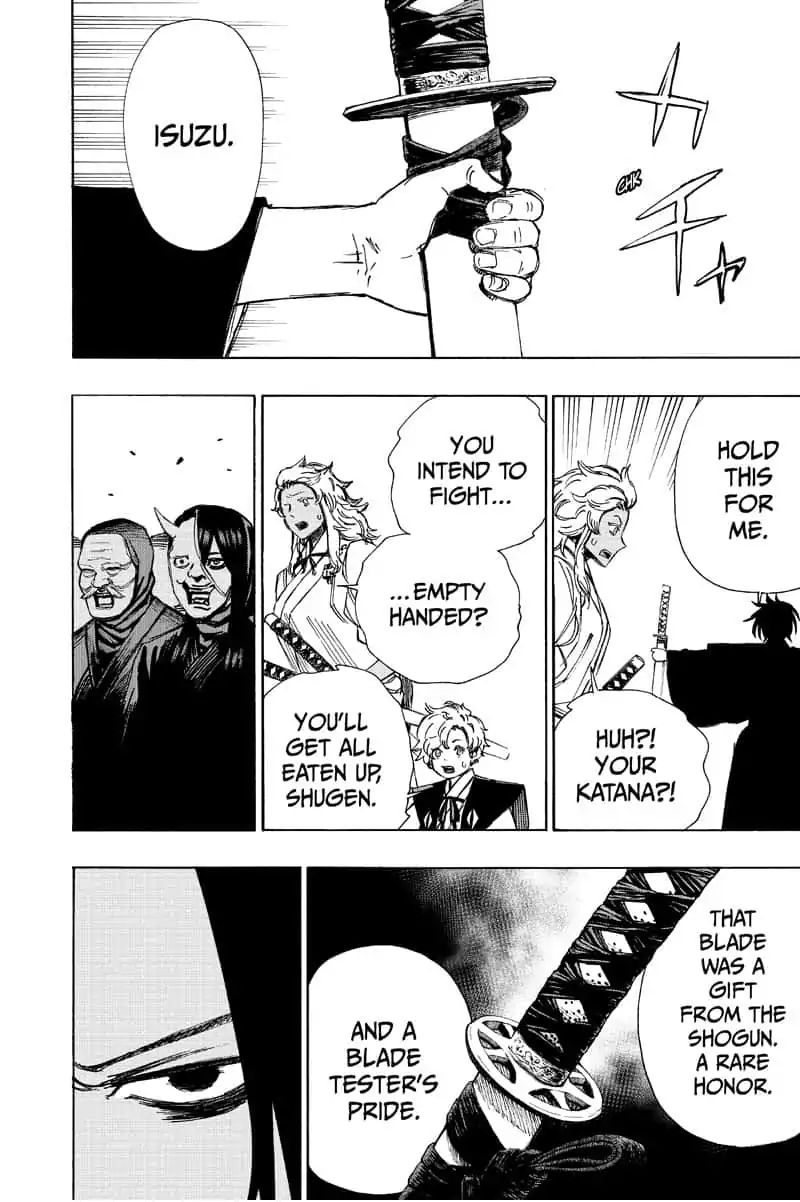 カ
チ
ャ
CHK
ISUZU.
HOLD
THIS
FOR
ME.
HUH?!
YOUR
KATANA?!
YOU
INTEND TO
FIGHT...
...EMPTY
HANDED?
YOU'LL
GET ALL
EATEN UP,
SHUGEN.
THAT
BLADE
WAS A
GIFT
FROM THE
SHOGUN.
A RARE
HONOR.
AND A
BLADE
TESTER'S
PRIDE.